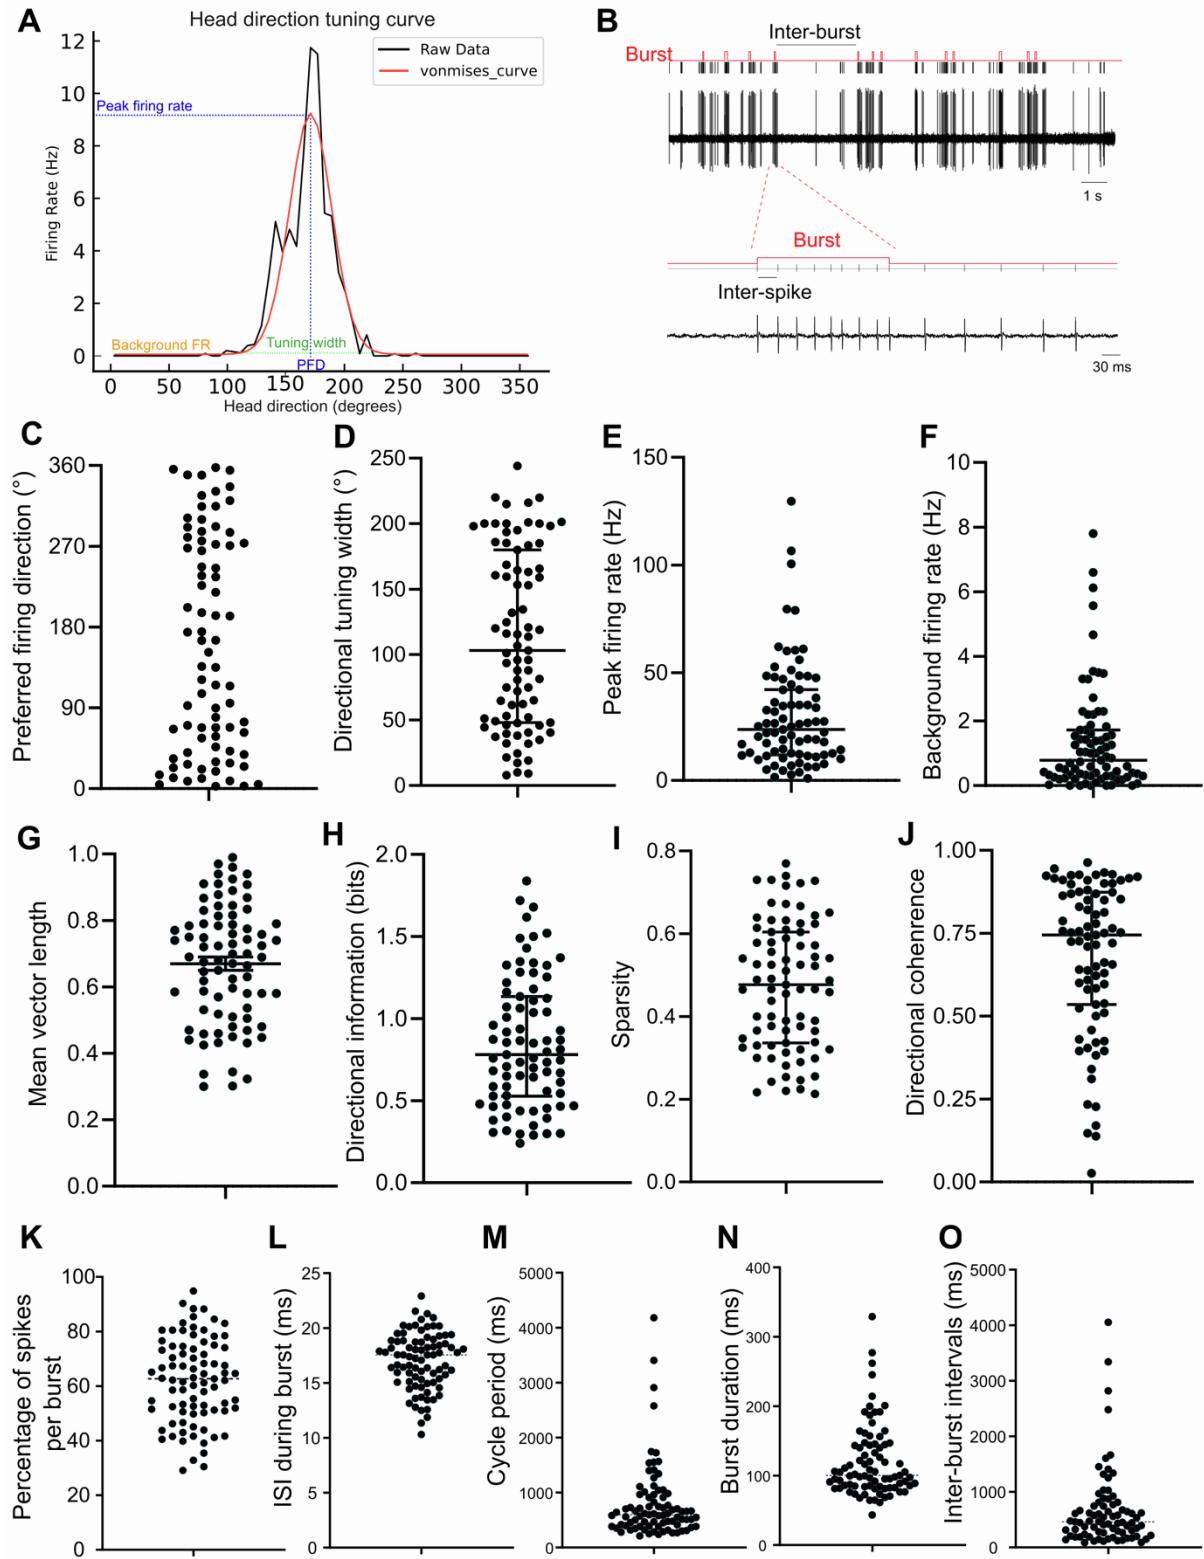 A
Head direction tuning curve
Raw Data
vonmises_curve
Peak firing rate
Background FR
Tuning width
PFD
Firing Rate (Hz)
12
10
8
6
4
2
0
0 50 100 150 200 250 300 350
Head direction (degrees)
B
Inter-burst
Burst
1 s
Burst
Inter-spike
30 ms
C
Preferred firing direction (°)
360
270
180
90
0
D
Directional tuning width (°)
250
200
150
100
50
0
E
Peak firing rate (Hz)
150
100
50
0
F
Background firing rate (Hz)
10
8
6
4
2
0
G
Mean vector length
1.0
0.8
0.6
0.4
0.2
0.0
H
Directional information (bits)
2.0
1.5
1.0
0.5
0.0
I
Sparsity
0.8
0.6
0.4
0.2
0.0
J
Directional cohenrence
1.00
0.75
0.50
0.25
0.00
K
Percentage of spikes
per burst
100
80
60
40
20
0
L
ISI during burst (ms)
25
20
15
10
5
0
M
Cycle period (ms)
5000
4000
3000
2000
1000
0
N
Burst duration (ms)
400
300
200
100
0
O
Inter-burst intervals (ms)
5000
4000
3000
2000
1000
0